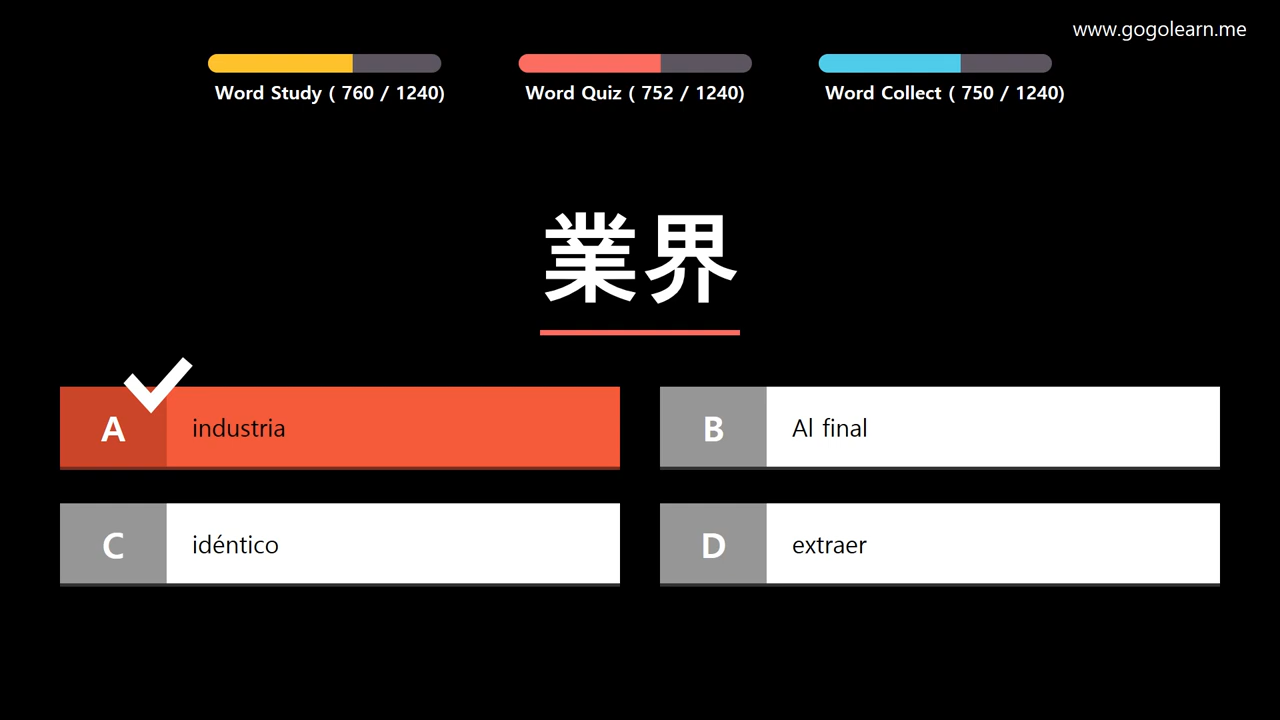 www.gogolearn.me
Word Study ( 760 / 1240)
Word Quiz ( 752 / 1240)
Word Collect ( 750 / 1240)
業界
A industria
B Al final
C idéntico
D extraer